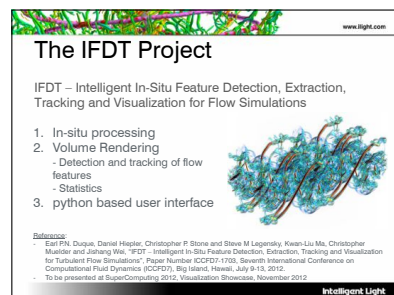 www.ilight.com
The IFDT Project
IFDT – Intelligent In-Situ Feature Detection, Extraction,
Tracking and Visualization for Flow Simulations
1. In-situ processing
2. Volume Rendering
- Detection and tracking of flow
features
- Statistics
3. python based user interface
Reference:
- Earl P.N. Duque, Daniel Hiepler, Christopher P. Stone and Steve M Legensky, Kwan-Liu Ma, Christopher
Muelder and Jishang Wei, "IFDT – Intelligent In-Situ Feature Detection, Extraction, Tracking and Visualization
for Turbulent Flow Simulations", Paper Number ICCFD7-1703, Seventh International Conference on
Computational Fluid Dynamics (ICCFD7), Big Island, Hawaii, July 9-13, 2012.
- To be presented at SuperComputing 2012, Visualization Showcase, November 2012
Intelligent Light